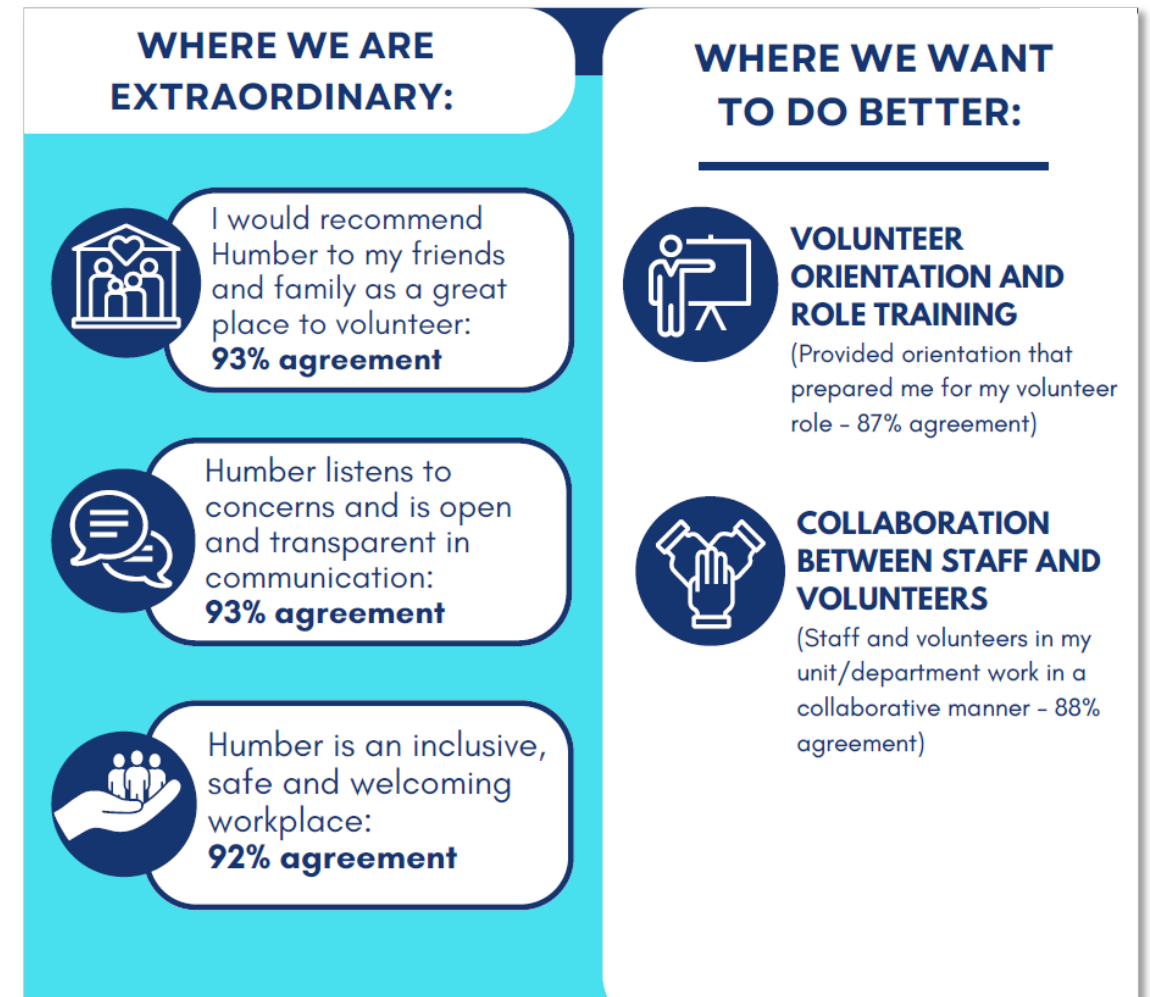 WHERE WE ARE
EXTRAORDINARY:
I would recommend
Humber to my friends
and family as a great
place to volunteer:
93% agreement
Humber listens to
concerns and is open
and transparent in
communication:
93% agreement
Humber is an inclusive,
safe and welcoming
workplace:
92% agreement
WHERE WE WANT
TO DO BETTER:
VOLUNTEER
ORIENTATION AND
ROLE TRAINING
(Provided orientation that
prepared me for my volunteer
role - 87% agreement)
COLLABORATION
BETWEEN STAFF AND
VOLUNTEERS
(Staff and volunteers in my
unit/department work in a
collaborative manner - 88%
agreement)